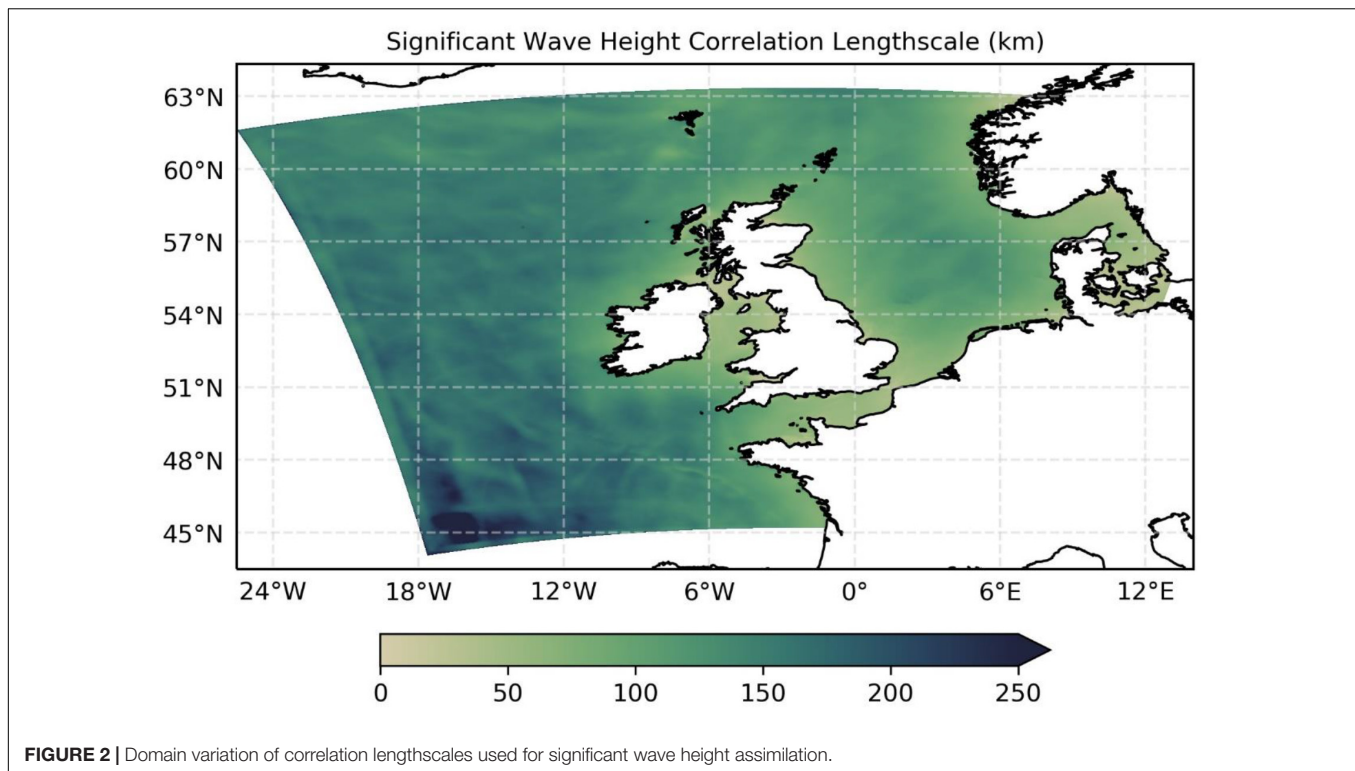 Significant Wave Height Correlation Lengthscale (km)
63°N
60°N
57°N
54°N
51°N
48°N
45°N
24°W 18°W 12°W 6°W 0° 6°E 12°E
0 50 100 150 200 250
FIGURE 2 | Domain variation of correlation lengthscales used for significant wave height assimilation.